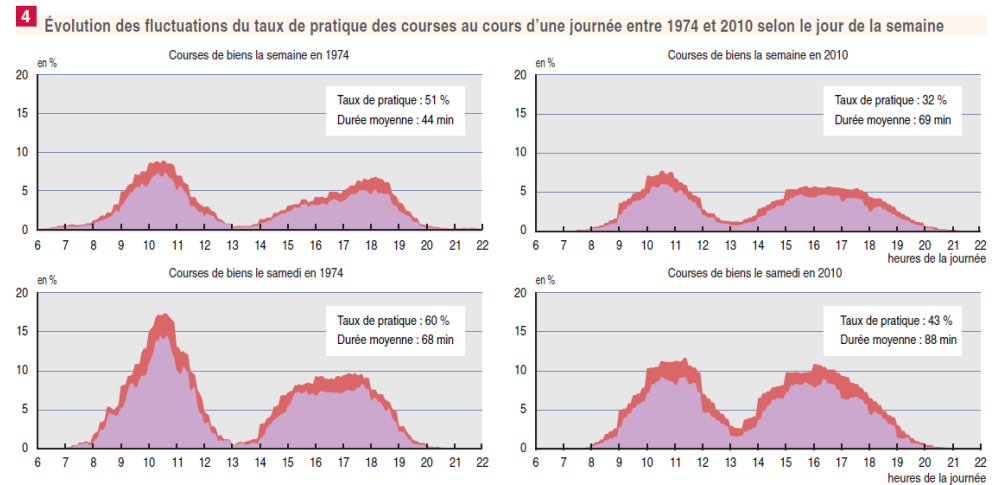 4
Évolution des fluctuations du taux de pratique des courses au cours d’une journée entre 1974 et 2010 selon le jour de la semaine
Courses de biens la semaine en 1974
en %
20
15
10
5
0
Taux de pratique : 51 %
Durée moyenne : 44 min
6 7 8 9 10 11 12 13 14 15 16 17 18 19 20 21 22
Courses de biens la semaine en 2010
en %
20
15
10
5
0
Taux de pratique : 32 %
Durée moyenne : 69 min
6 7 8 9 10 11 12 13 14 15 16 17 18 19 20 21 22
heures de la journée
Courses de biens le samedi en 1974
en %
20
15
10
5
0
Taux de pratique : 60 %
Durée moyenne : 68 min
6 7 8 9 10 11 12 13 14 15 16 17 18 19 20 21 22
Courses de biens le samedi en 2010
en %
20
15
10
5
0
Taux de pratique : 43 %
Durée moyenne : 88 min
6 7 8 9 10 11 12 13 14 15 16 17 18 19 20 21 22
heures de la journée